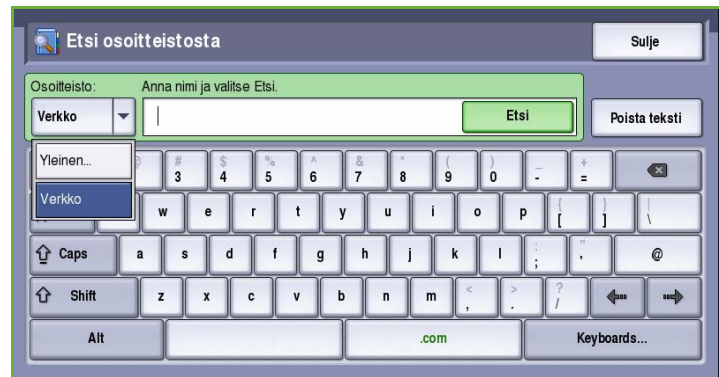 Etsi osoitteistosta
Sulje
Osoitteisto: Anna nimi ja valitse Etsi.
Verkko
Etsi
Poista teksti
Yleinen...
Verkko
# 3 $ 4 % 5 ^ 6 & 7 * 8 ( 9 ) 0 _ - + =
w e r t y u i o p { [ } ] | \
Caps a s d f g h j k l : ; " ' @
Shift z x c v b n m < , > . ? /
Alt .com Keyboards...